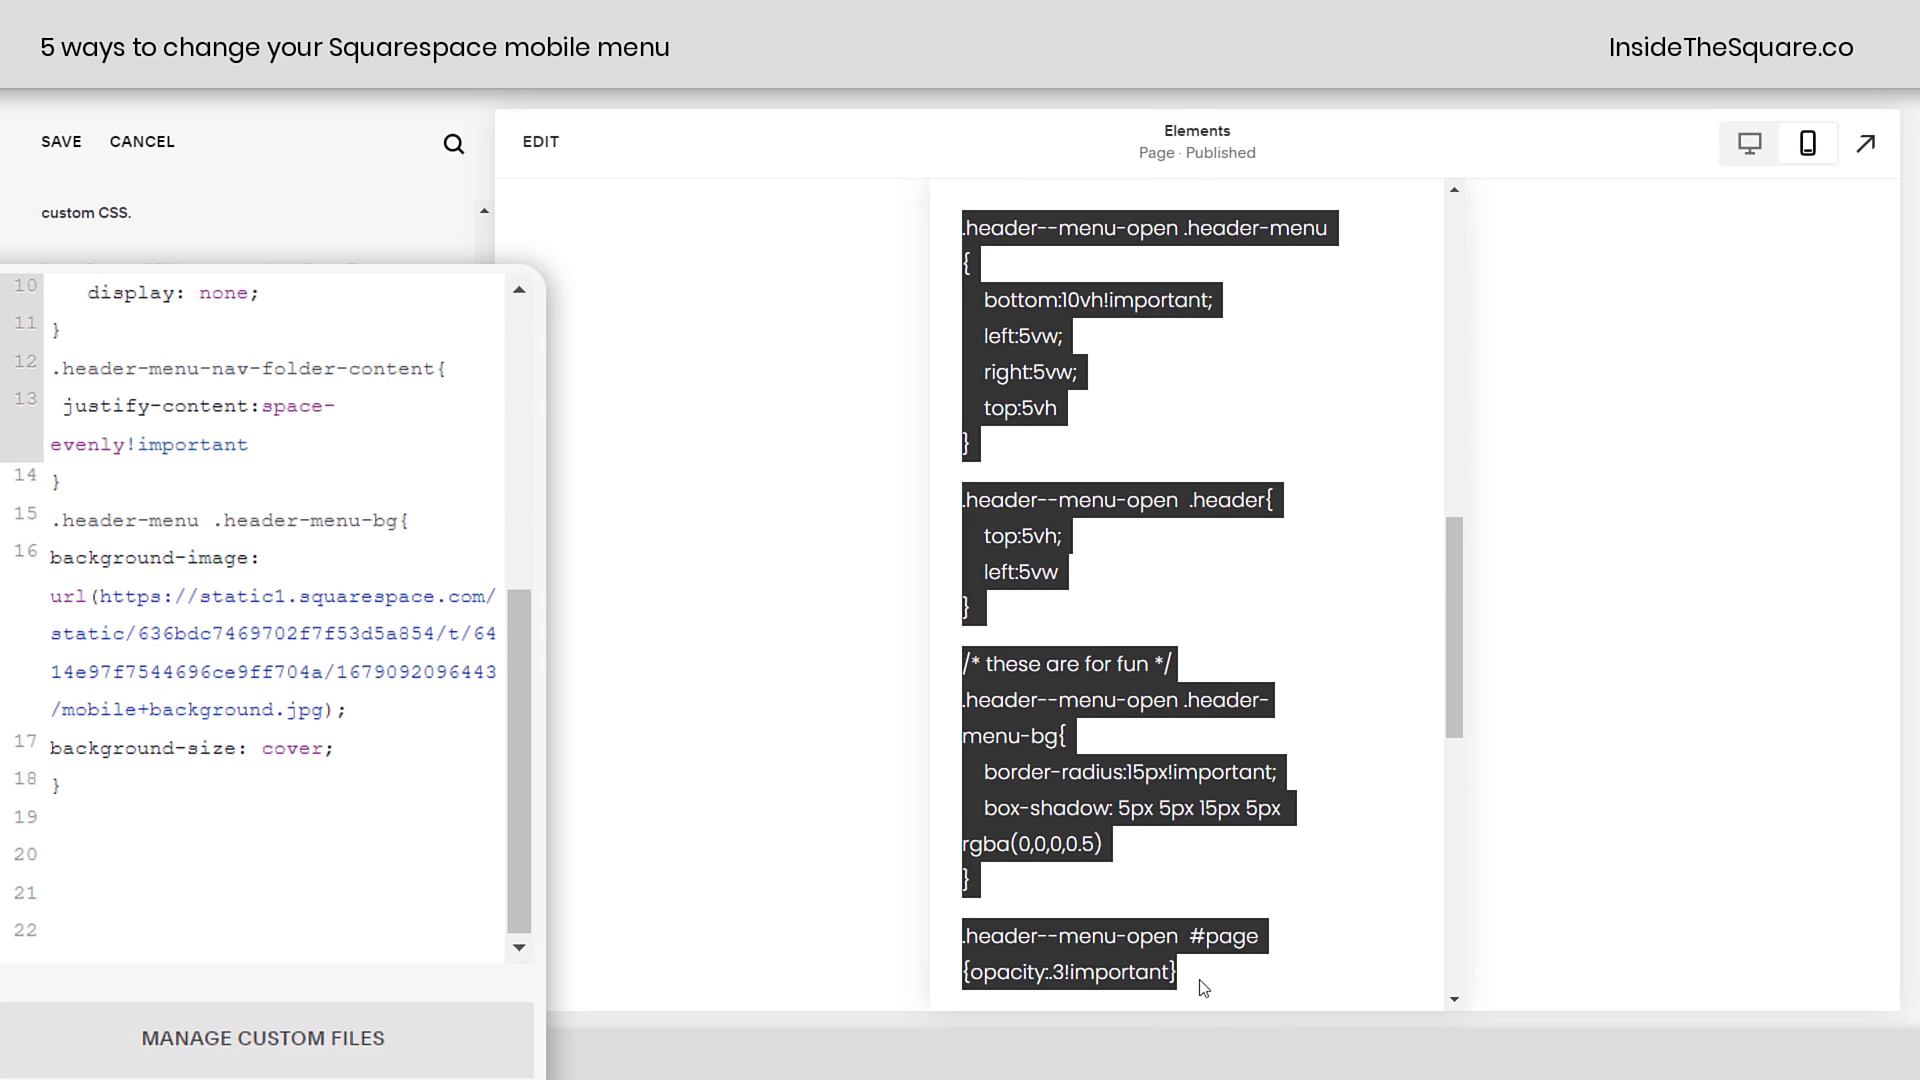 5 ways to change your Squarespace mobile menu
InsideTheSquare.co
SAVE CANCEL
EDIT
Elements
Page · Published
custom CSS.
10 display: none;
11 }
12 .header-menu-nav-folder-content{
13 justify-content:space-
evenly!important
14 }
15 .header-menu .header-menu-bg{
16 background-image:
url(https://static1.squarespace.com/
static/636bdc7469702f7f53d5a854/t/64
14e97f7544696ce9ff704a/1679092096443
/mobile+background.jpg);
17 background-size: cover;
18 }
19
20
21
22
MANAGE CUSTOM FILES
.header--menu-open .header-menu
{
bottom:10vh!important;
left:5vw;
right:5vw;
top:5vh
}
.header--menu-open .header{
top:5vh;
left:5vw
}
/* these are for fun */
.header--menu-open .header-
menu-bg{
border-radius:15px!important;
box-shadow: 5px 5px 15px 5px
rgba(0,0,0,0.5)
}
.header--menu-open #page
{opacity:.3!important}